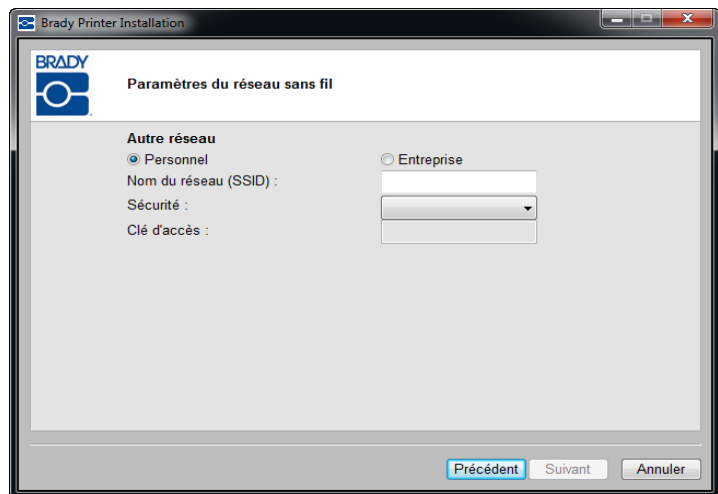 Brady Printer Installation
BRADY
Paramètres du réseau sans fil
Autre réseau
Personnel
Entreprise
Nom du réseau (SSID) :
Sécurité :
Clé d'accès :
Précédent
Suivant
Annuler